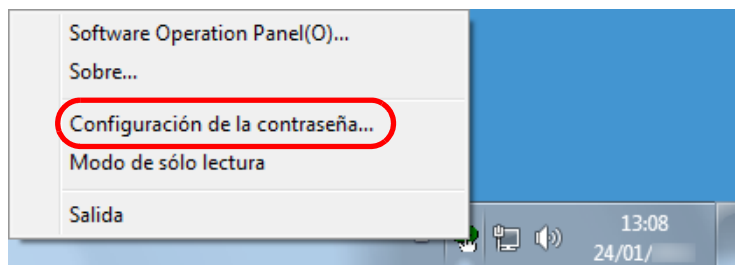 Software Operation Panel(O)...
Sobre...
Configuración de la contraseña...
Modo de sólo lectura
Salida
13:08
24/01/